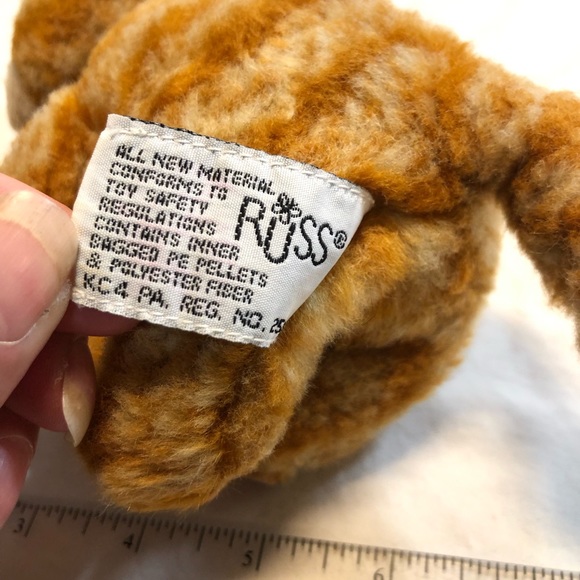 ALL NEW MATERIAL
CONFORMS TO
TOY SAFETY
REGULATIONS
CONTAINS INNER
BAGGED PE PELLETS
& POLYESTER FIBER
K.C & PA. REG. NO. 25
RUSS®
3 4 5 6